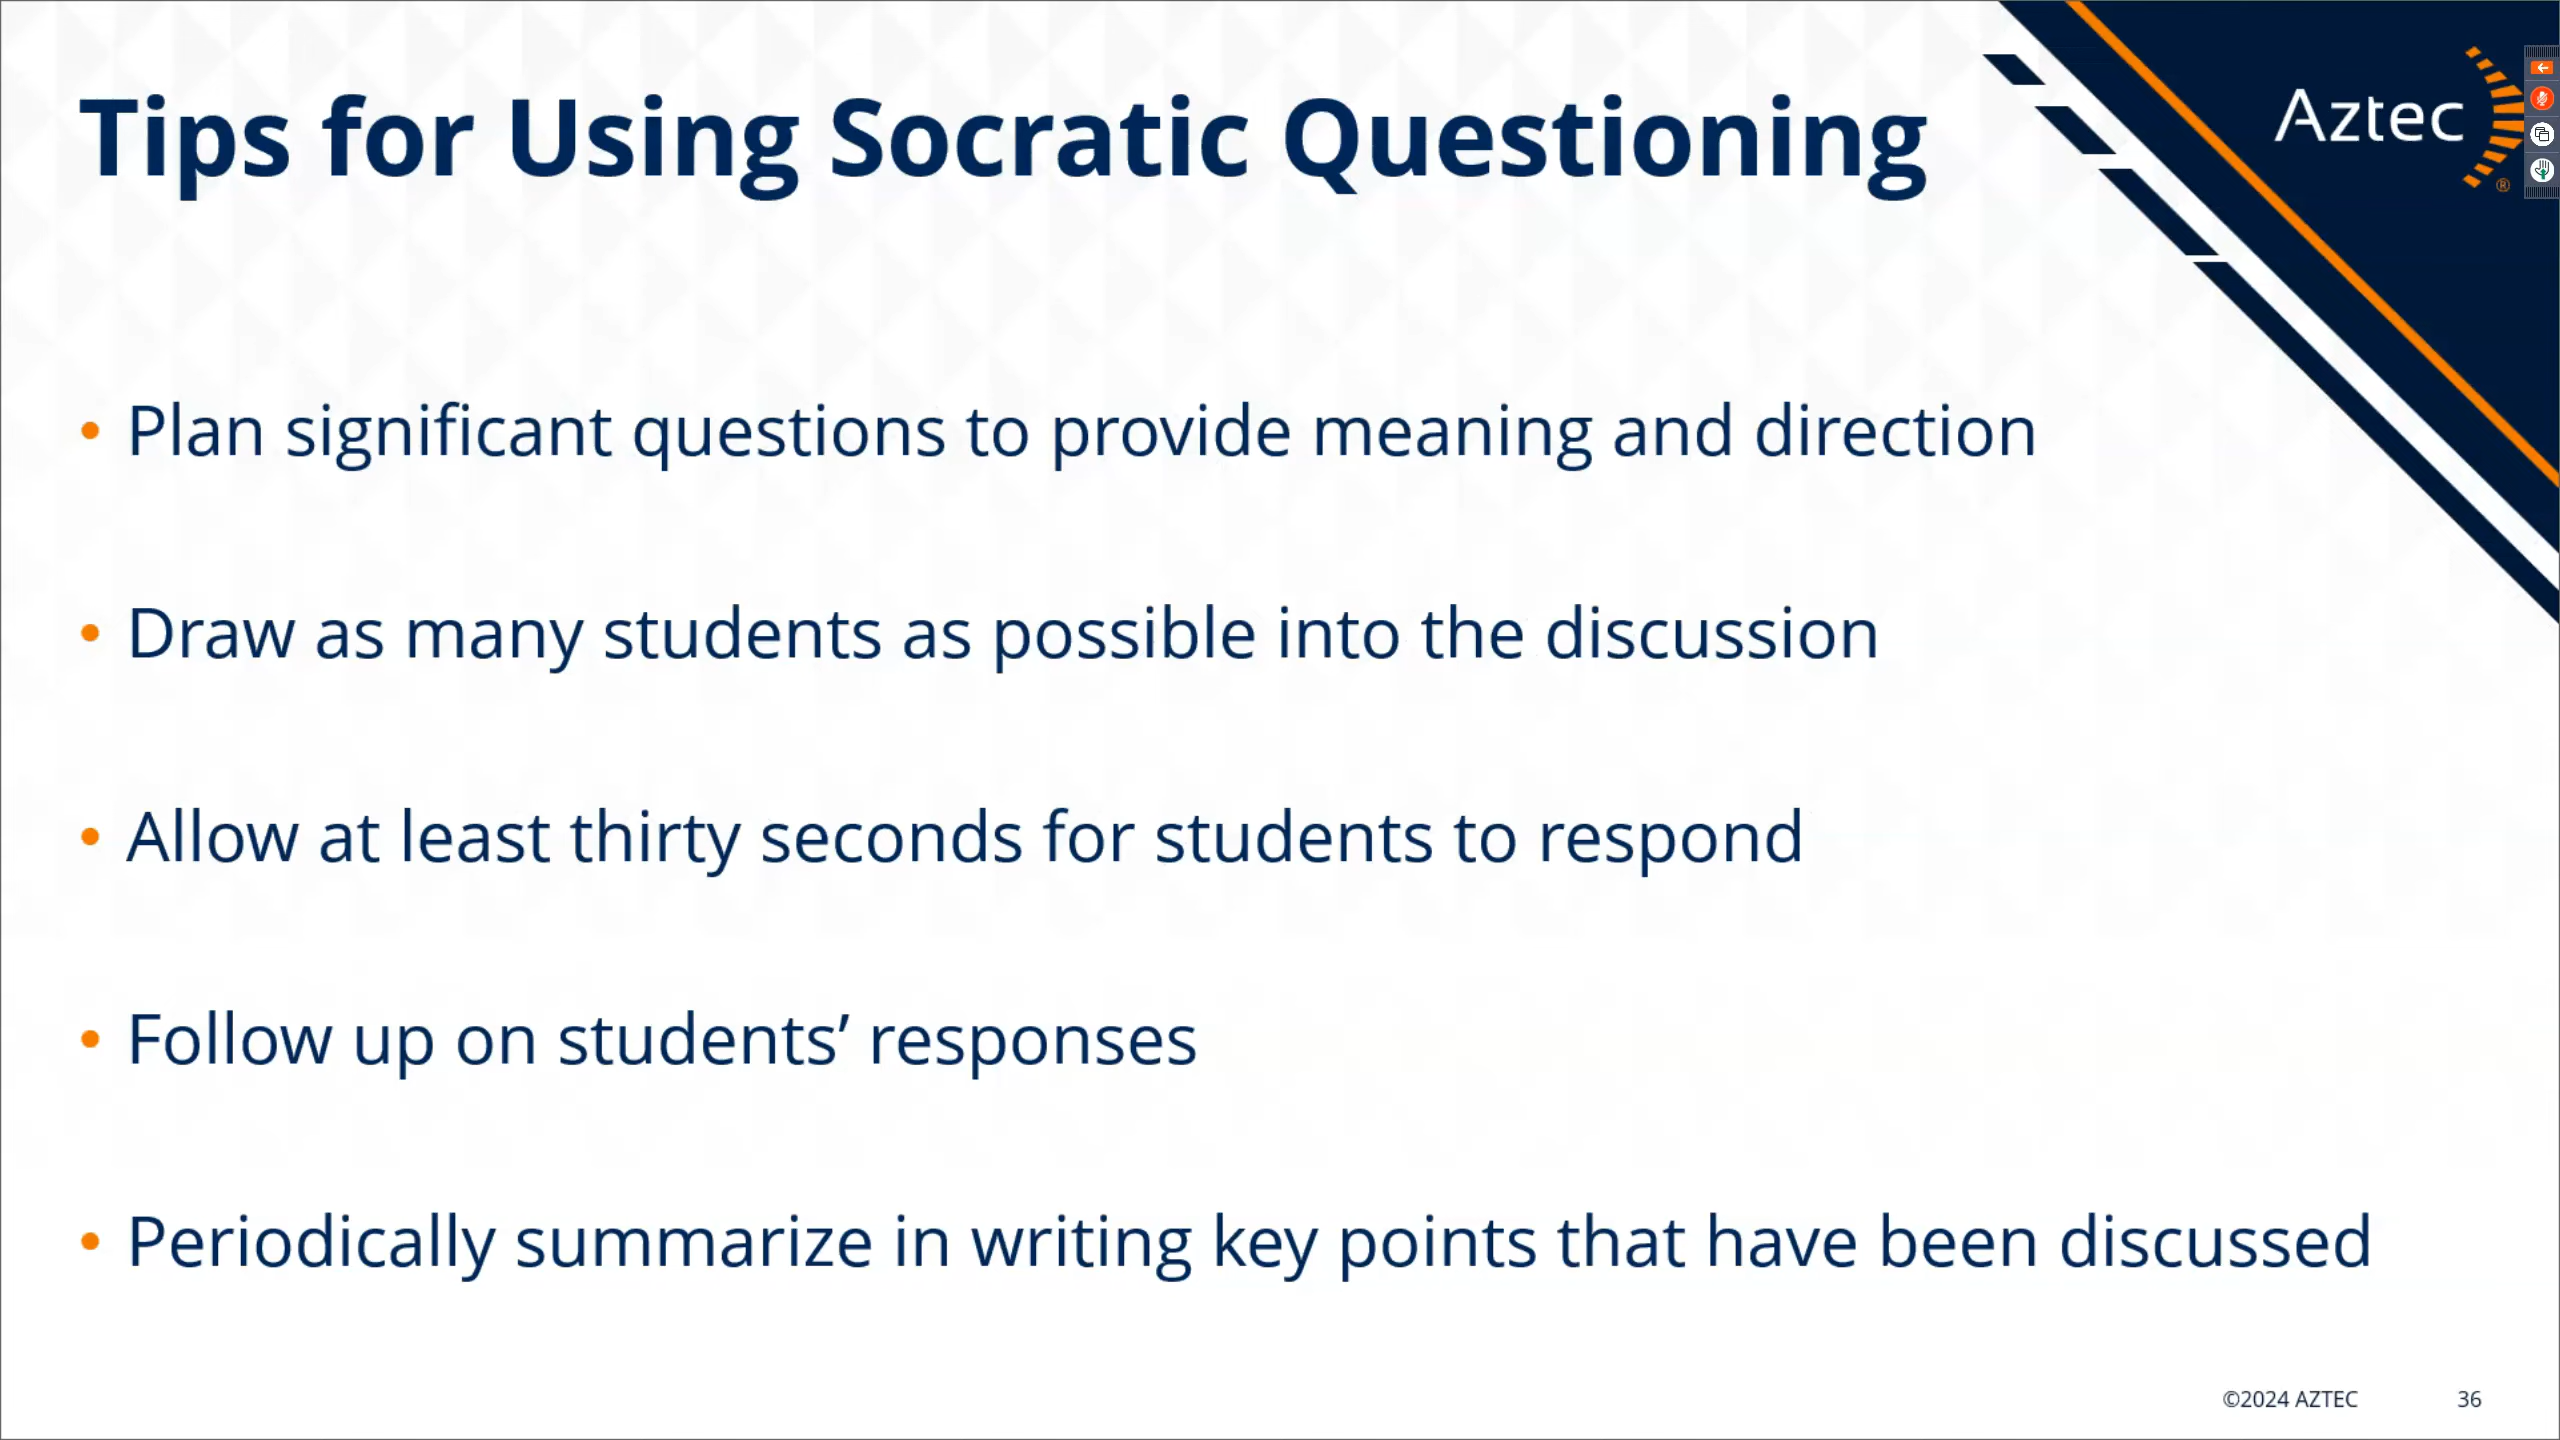 Tips for Using Socratic Questioning
Aztec
®
• Plan significant questions to provide meaning and direction
• Draw as many students as possible into the discussion
• Allow at least thirty seconds for students to respond
• Follow up on students’ responses
• Periodically summarize in writing key points that have been discussed
©2024 AZTEC 36